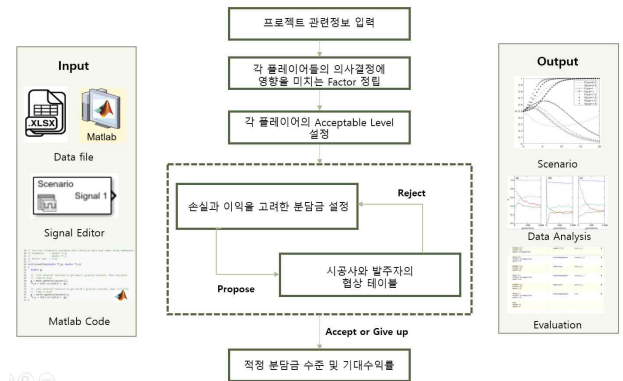 프로젝트 관련정보 입력
Input
.XLSX
Matlab
Data file
Scenario
Signal 1
Signal Editor
Matlab Code
각 플레이어들의 의사결정에
영향을 미치는 Factor 정립
각 플레이어의 Acceptable Level
설정
손실과 이익을 고려한 분담금 설정
Reject
Propose
시공사와 발주자의
협상 테이블
Accept or Give up
적정 분담금 수준 및 기대수익률
Output
Scenario
Data Analysis
Evaluation